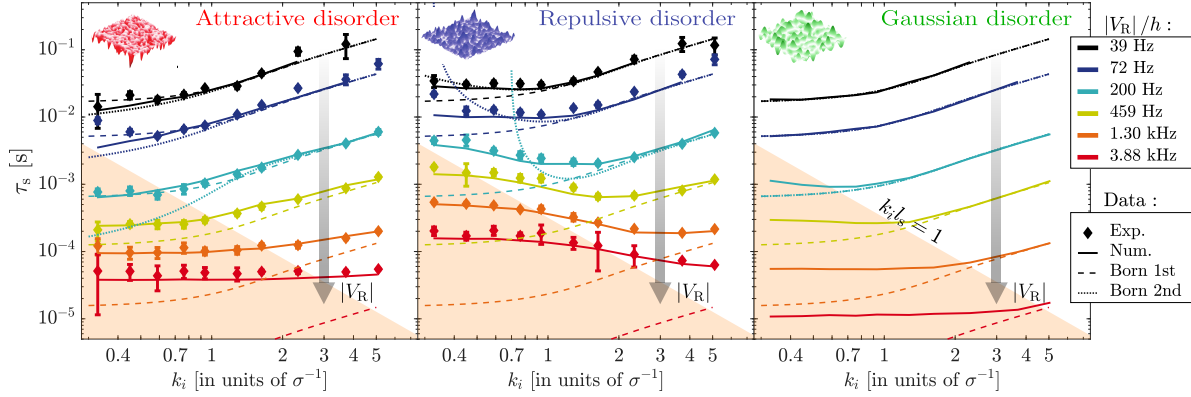 Attractive disorder
Repulsive disorder
Gaussian disorder
|V_R|/h :
39 Hz
72 Hz
200 Hz
459 Hz
1.30 kHz
3.88 kHz
Data :
Exp.
Num.
Born 1st
Born 2nd
τ_s [s]
10^{-1}
10^{-2}
10^{-3}
10^{-4}
10^{-5}
|V_R|
|V_R|
k_i l_s = 1
|V_R|
0.4 0.7 1 2 3 5
0.4 0.7 1 2 3 5
0.4 0.7 1 2 3 5
k_i [in units of σ^{-1}]
k_i [in units of σ^{-1}]
k_i [in units of σ^{-1}]